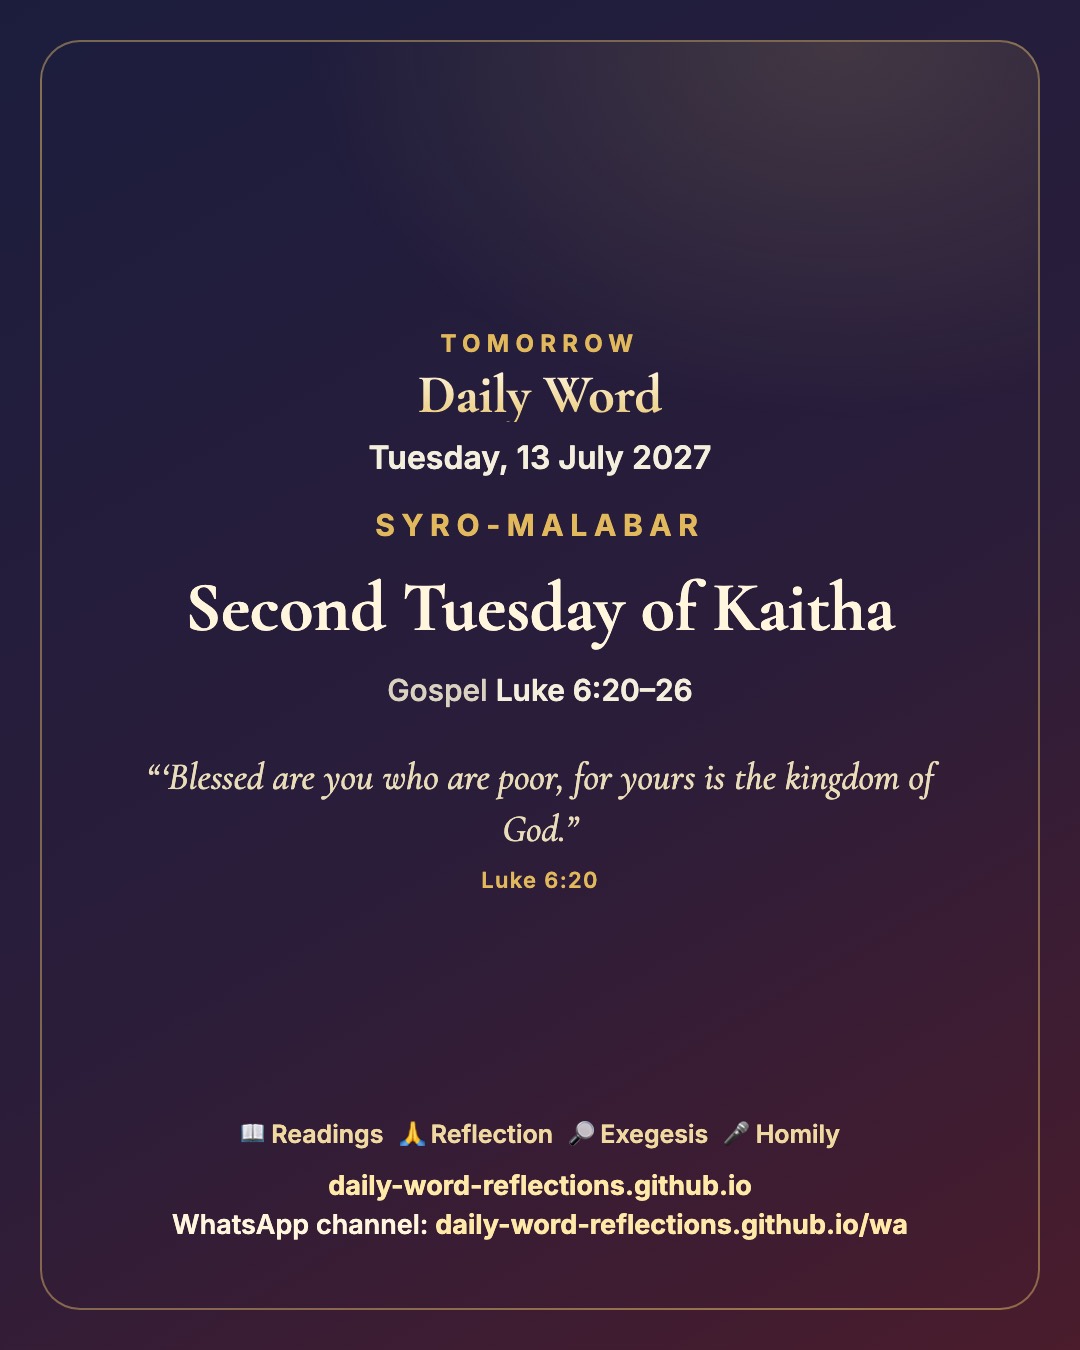 TOMORROW
Daily Word
Tuesday, 13 July 2027
SYRO-MALABAR
Second Tuesday of Kaitha
Gospel Luke 6:20–26
“‘Blessed are you who are poor, for yours is the kingdom of
God.”
Luke 6:20
📖 Readings 🙏 Reflection 🔎 Exegesis 🎤 Homily
daily-word-reflections.github.io
WhatsApp channel: daily-word-reflections.github.io/wa